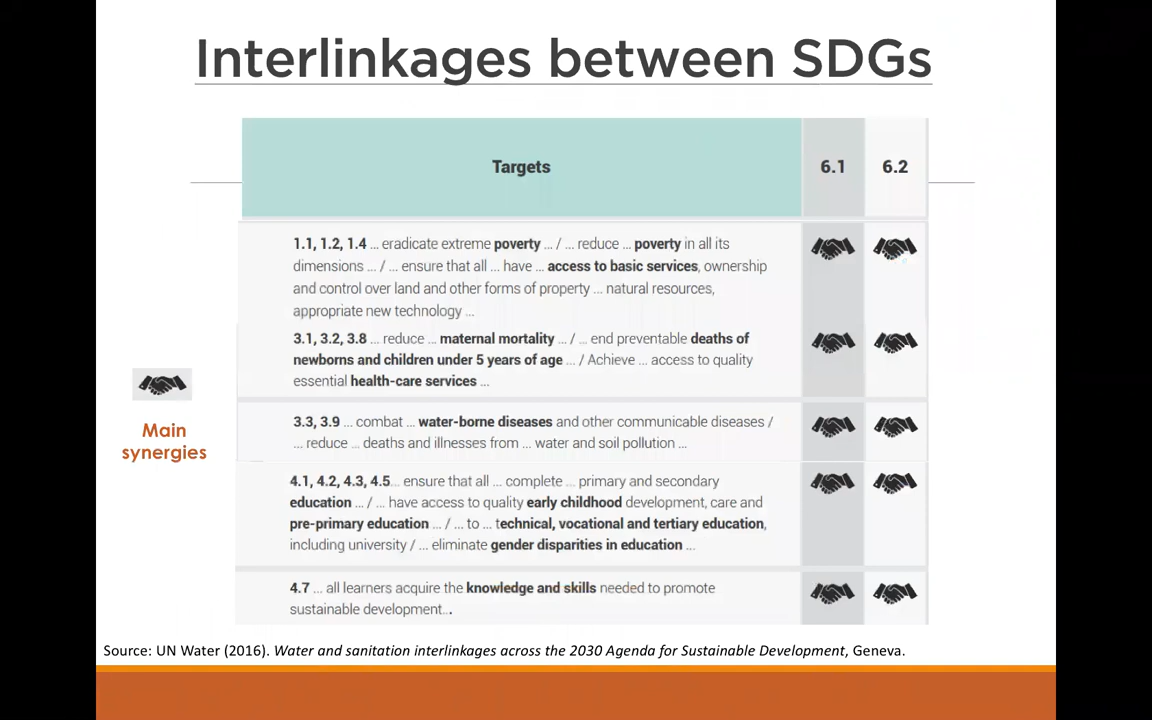 Interlinkages between SDGs
Targets 6.1 6.2
1.1, 1.2, 1.4 ... eradicate extreme poverty ... / ... reduce ... poverty in all its
dimensions ... / ... ensure that all ... have ... access to basic services, ownership
and control over land and other forms of property ... natural resources,
appropriate new technology ...
3.1, 3.2, 3.8 ... reduce ... maternal mortality ... / ... end preventable deaths of
newborns and children under 5 years of age ... / Achieve ... access to quality
essential health-care services ...
3.3, 3.9 ... combat ... water-borne diseases and other communicable diseases /
... reduce ... deaths and illnesses from ... water and soil pollution ...
4.1, 4.2, 4.3, 4.5... ensure that all ... complete ... primary and secondary
education ... / ... have access to quality early childhood development, care and
pre-primary education ... / ... to ... technical, vocational and tertiary education,
including university / ... eliminate gender disparities in education ...
4.7 ... all learners acquire the knowledge and skills needed to promote
sustainable development...
Main
synergies
Source: UN Water (2016). Water and sanitation interlinkages across the 2030 Agenda for Sustainable Development, Geneva.